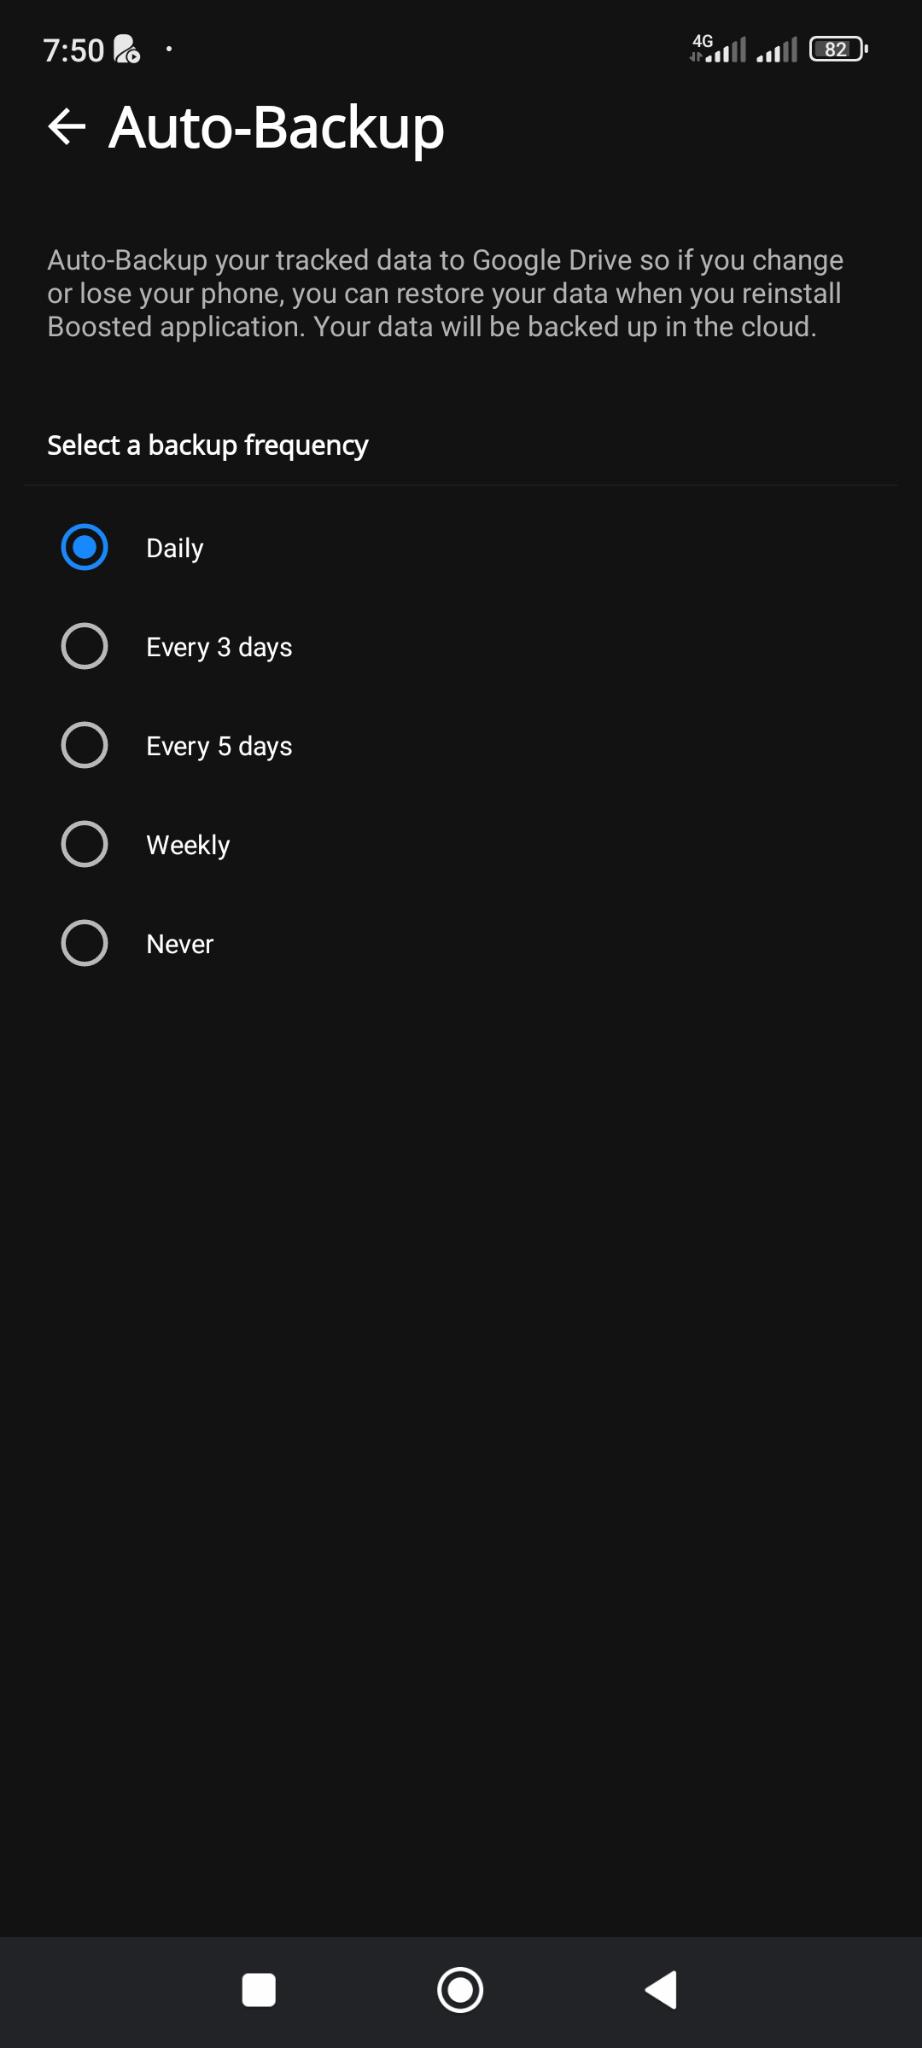 7:50
4G
82
Auto-Backup
Auto-Backup your tracked data to Google Drive so if you change
or lose your phone, you can restore your data when you reinstall
Boosted application. Your data will be backed up in the cloud.
Select a backup frequency
Daily
Every 3 days
Every 5 days
Weekly
Never